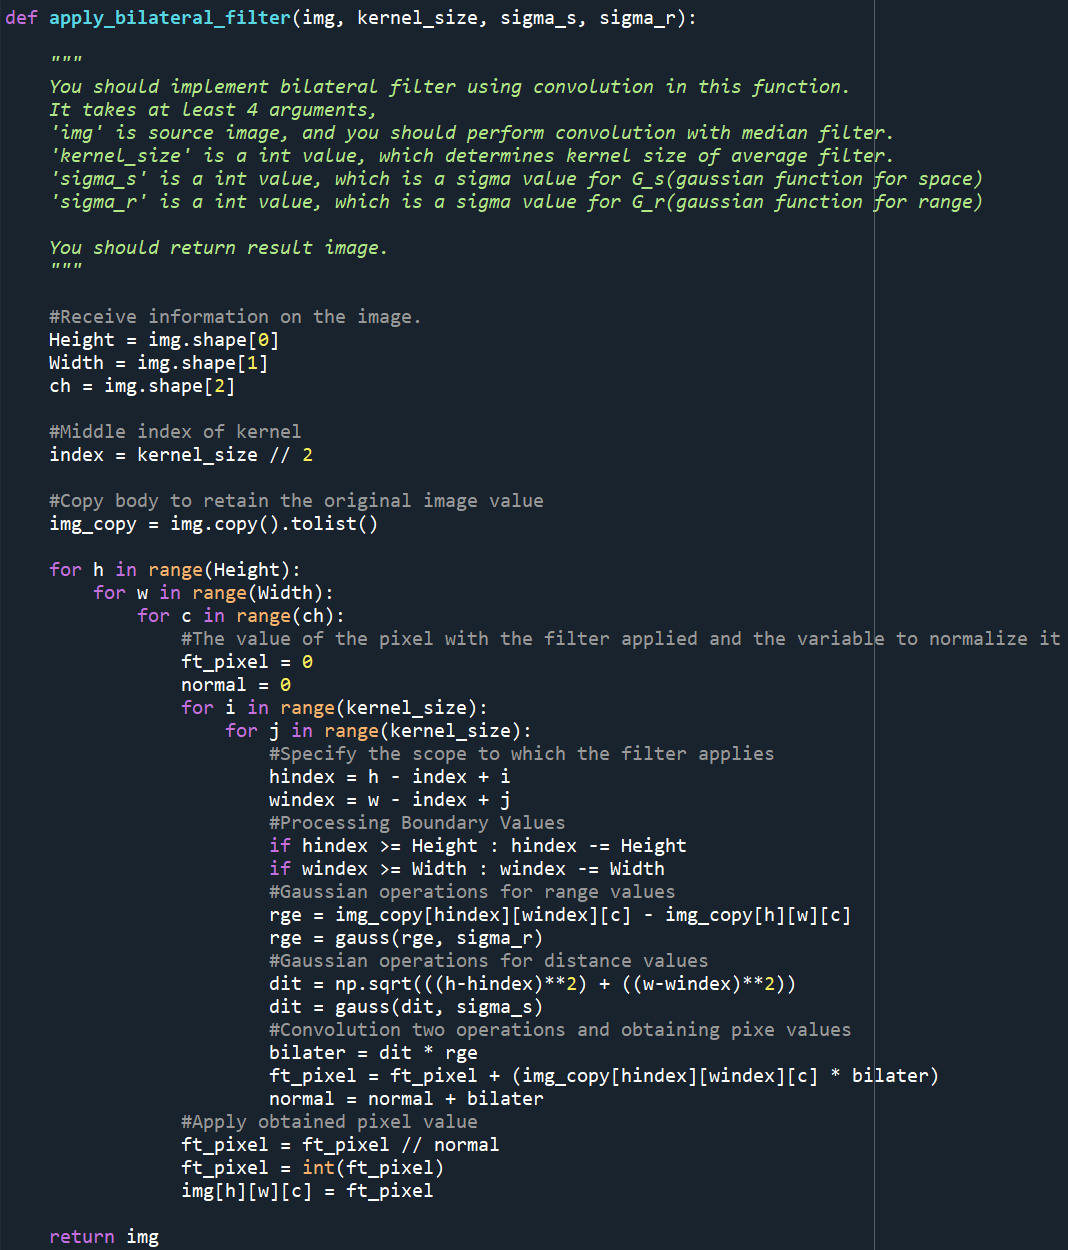 def apply_bilateral_filter(img, kernel_size, sigma_s, sigma_r):
"""
You should implement bilateral filter using convolution in this function.
It takes at least 4 arguments,
'img' is source image, and you should perform convolution with median filter.
'kernel_size' is a int value, which determines kernel size of average filter.
'sigma_s' is a int value, which is a sigma value for G_s(gaussian function for space)
'sigma_r' is a int value, which is a sigma value for G_r(gaussian function for range)
You should return result image.
"""
#Receive information on the image.
Height = img.shape[0]
Width = img.shape[1]
ch = img.shape[2]
#Middle index of kernel
index = kernel_size // 2
#Copy body to retain the original image value
img_copy = img.copy().tolist()
for h in range(Height):
for w in range(Width):
for c in range(ch):
#The value of the pixel with the filter applied and the variable to normalize it
ft_pixel = 0
normal = 0
for i in range(kernel_size):
for j in range(kernel_size):
#Specify the scope to which the filter applies
hindex = h - index + i
windex = w - index + j
#Processing Boundary Values
if hindex >= Height : hindex -= Height
if windex >= Width : windex -= Width
#Gaussian operations for range values
rge = img_copy[hindex][windex][c] - img_copy[h][w][c]
rge = gauss(rge, sigma_r)
#Gaussian operations for distance values
dit = np.sqrt(((h-hindex)**2) + ((w-windex)**2))
dit = gauss(dit, sigma_s)
#Convolution two operations and obtaining pixe values
bilater = dit * rge
ft_pixel = ft_pixel + (img_copy[hindex][windex][c] * bilater)
normal = normal + bilater
#Apply obtained pixel value
ft_pixel = ft_pixel // normal
ft_pixel = int(ft_pixel)
img[h][w][c] = ft_pixel
return img